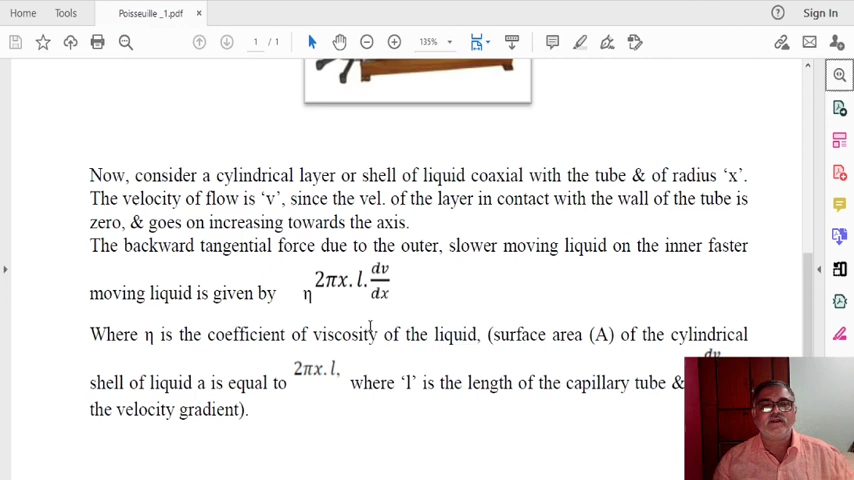 Home Tools Poisseuille _1.pdf × ? Sign In
1 / 1 135%
Now, consider a cylindrical layer or shell of liquid coaxial with the tube & of radius ‘x’.
The velocity of flow is ‘v’, since the vel. of the layer in contact with the wall of the tube is
zero, & goes on increasing towards the axis.
The backward tangential force due to the outer, slower moving liquid on the inner faster
moving liquid is given by η 2πx. l. dv/dx
Where η is the coefficient of viscosity of the liquid, (surface area (A) of the cylindrical
shell of liquid a is equal to 2πx. l, where ‘l’ is the length of the capillary tube & dv
the velocity gradient).